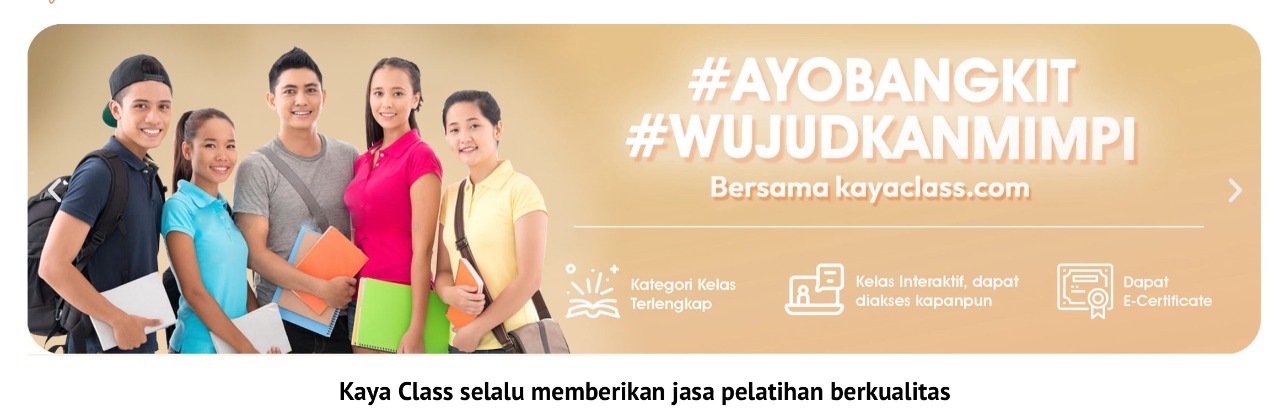 #AYOBANGKIT
#WUJUDKANMIMPI
Bersama kayaclass.com
Kategori Kelas
Terlengkap
Kelas Interaktif, dapat
diakses kapanpun
Dapat
E-Certificate
Kaya Class selalu memberikan jasa pelatihan berkualitas